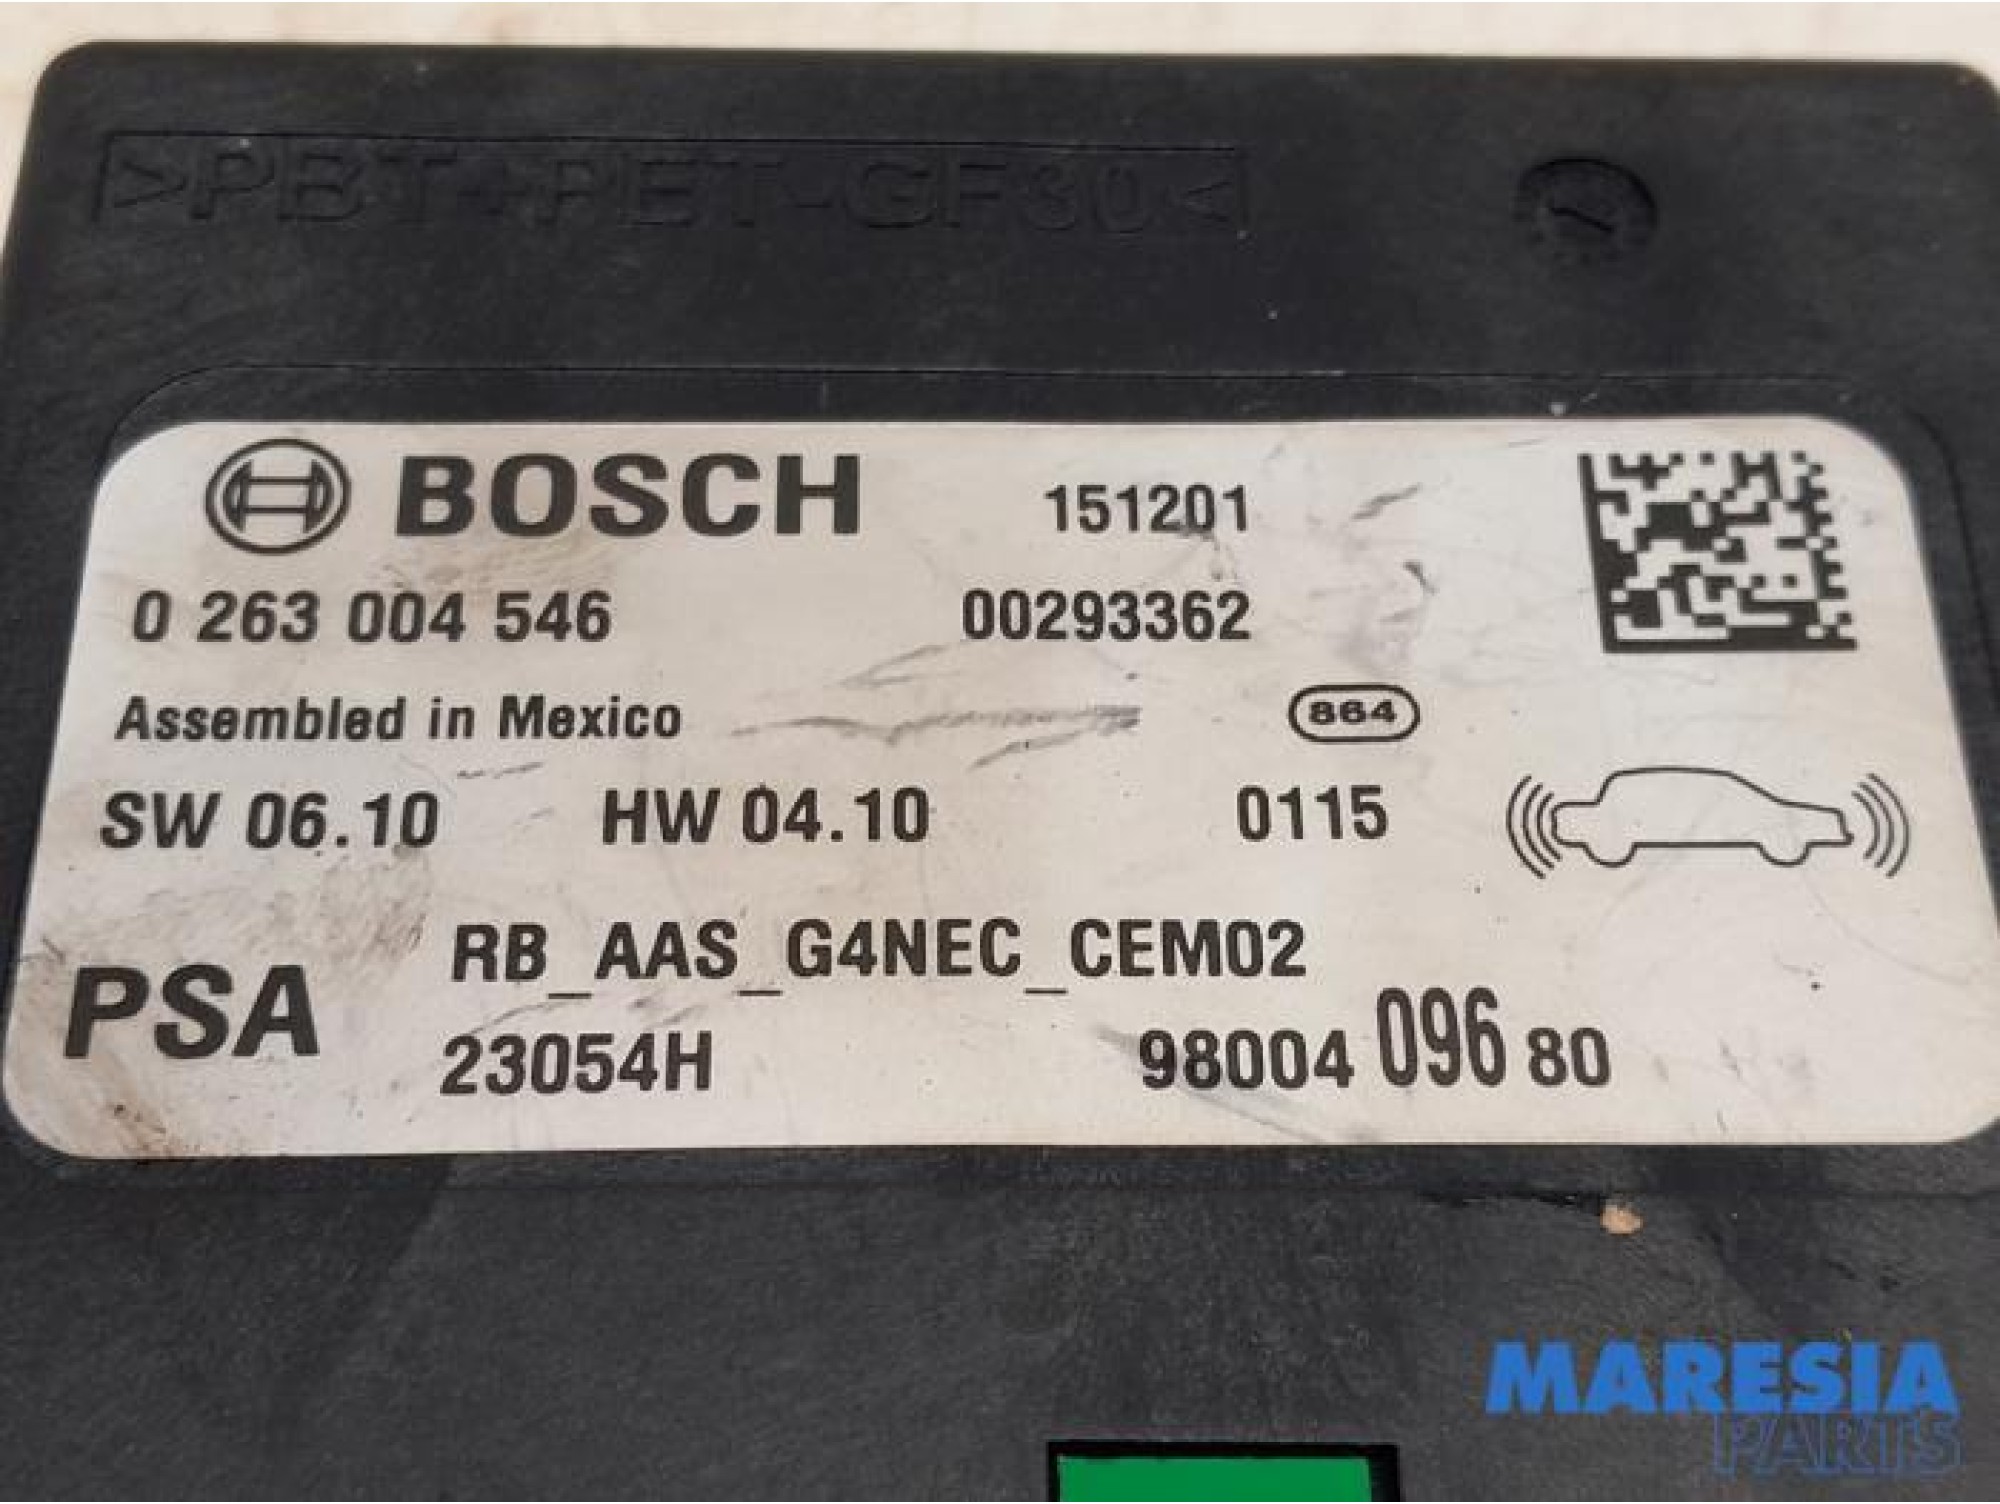 >PBT+PET-GF30<
BOSCH 151201
0 263 004 546 00293362
Assembled in Mexico 864
SW 06.10 HW 04.10 0115
RB_AAS_G4NEC_CEM02
PSA 23054H 98004 096 80
MARESIA
PARTS